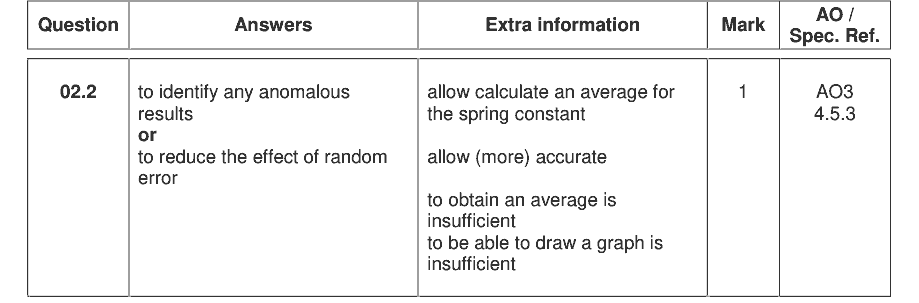 Question Answers Extra information Mark AO /
Spec. Ref.
02.2 to identify any anomalous allow calculate an average for 1 AO3
results the spring constant 4.5.3
or
to reduce the effect of random allow (more) accurate
error
to obtain an average is
insufficient
to be able to draw a graph is
insufficient